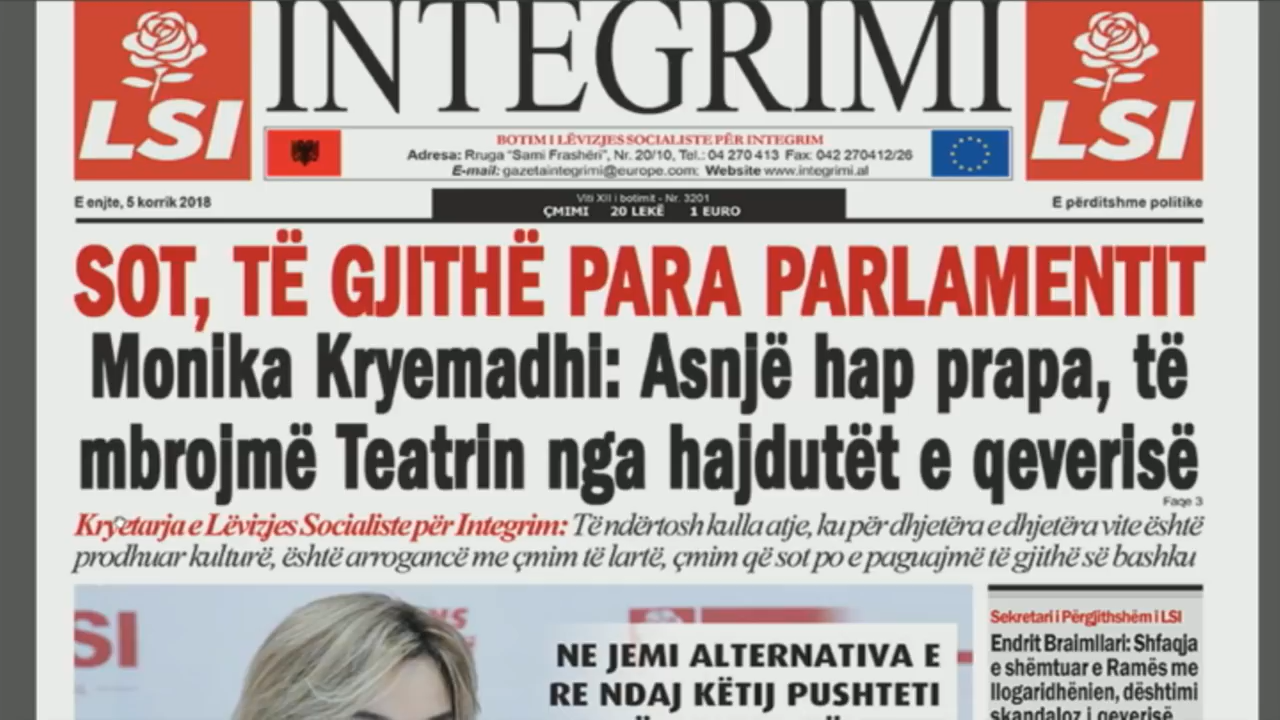 INTEGRIMI
LSI
LSI
BOTIM I LËVIZJES SOCIALISTE PËR INTEGRIM
Adresa: Rruga "Sami Frashëri", Nr. 20/10, Tel.: 04 270 413 Fax: 042 270412/26
E-mail: gazetaintegrimi@europe.com; Website www.integrimi.al
E enjte, 5 korrik 2018
Viti XII i botimit - Nr. 3201
ÇMIMI 20 LEKË 1 EURO
E përditshme politike
SOT, TË GJITHË PARA PARLAMENTIT
Monika Kryemadhi: Asnjë hap prapa, të
mbrojmë Teatrin nga hajdutët e qeverisë
Faqe 3
Kryetarja e Lëvizjes Socialiste për Integrim: Të ndërtosh kulla atje, ku për dhjetëra e dhjetëra vite është
prodhuar kulturë, është arrogancë me çmim të lartë, çmim që sot po e paguajmë të gjithë së bashku
SI
NE JEMI ALTERNATIVA E
RE NDAJ KËTIJ PUSHTETI
Sekretari i Përgjithshëm i LSI
Endrit Braimllari: Shfaqja
e shëmtuar e Ramës me
llogaridhënien, dështimi
skandaloz i qeverisë